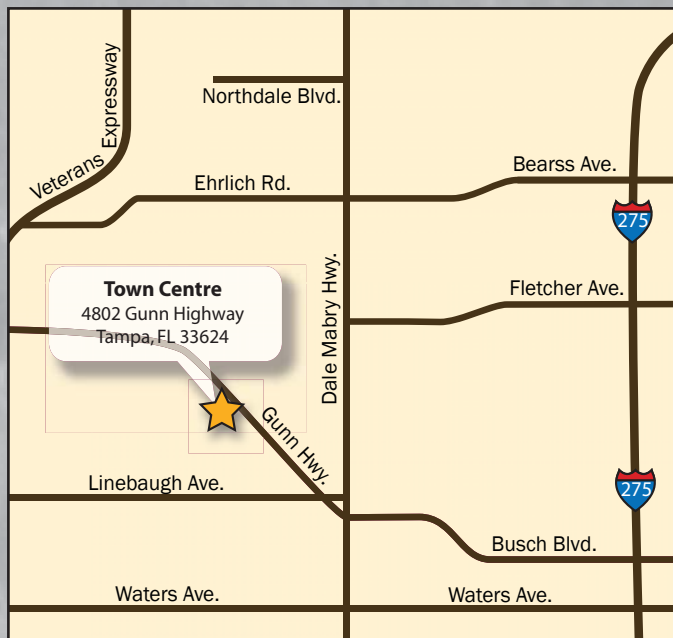 Veterans Expressway
Northdale Blvd.
Bearss Ave.
Ehrlich Rd.
275
Fletcher Ave.
Dale Mabry Hwy.
Town Centre
4802 Gunn Highway
Tampa, FL 33624
Gunn Hwy.
Linebaugh Ave.
275
Busch Blvd.
Waters Ave.
Waters Ave.